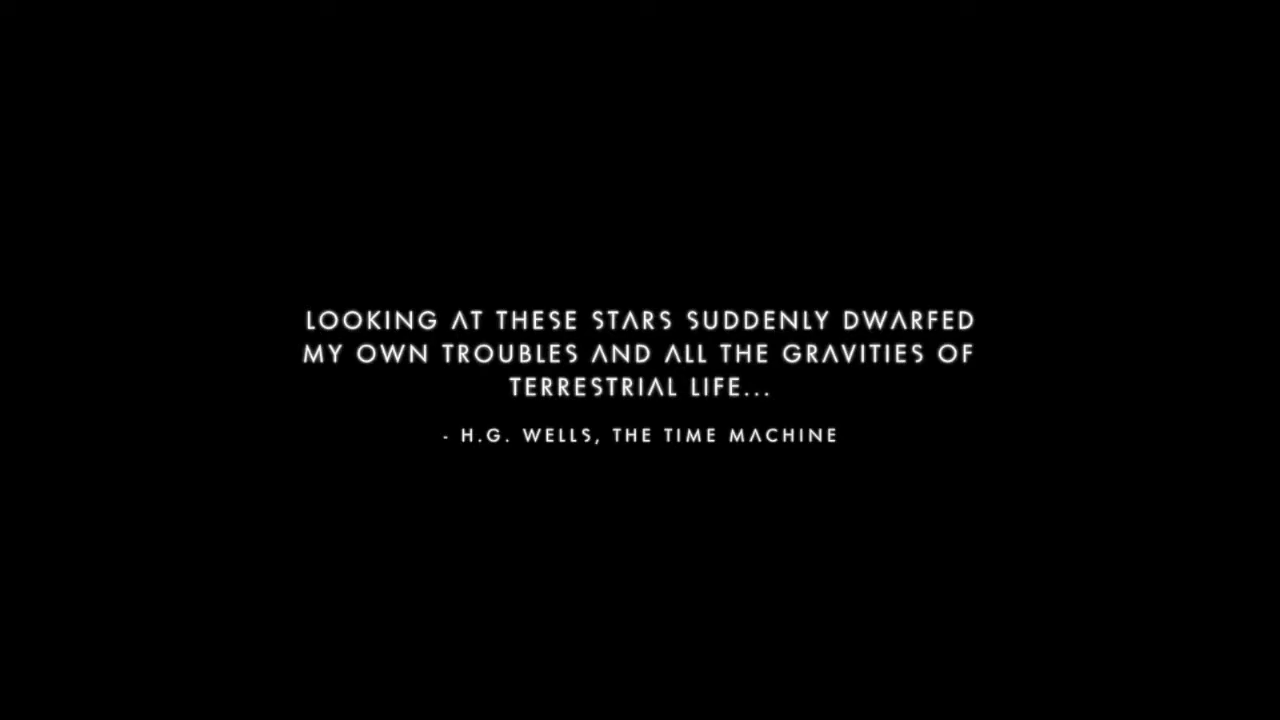 LOOKING AT THESE STARS SUDDENLY DWARFED
MY OWN TROUBLES AND ALL THE GRAVITIES OF
TERRESTRIAL LIFE...
- H.G. WELLS, THE TIME MACHINE